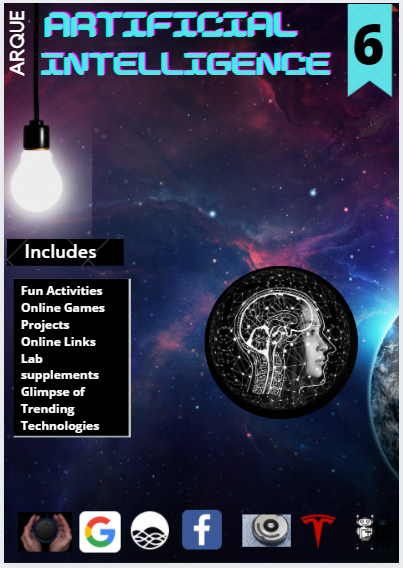 ARQUE
ARTIFICIAL
INTELLIGENCE
6
Includes
Fun Activities
Online Games
Projects
Online Links
Lab
supplements
Glimpse of
Trending
Technologies